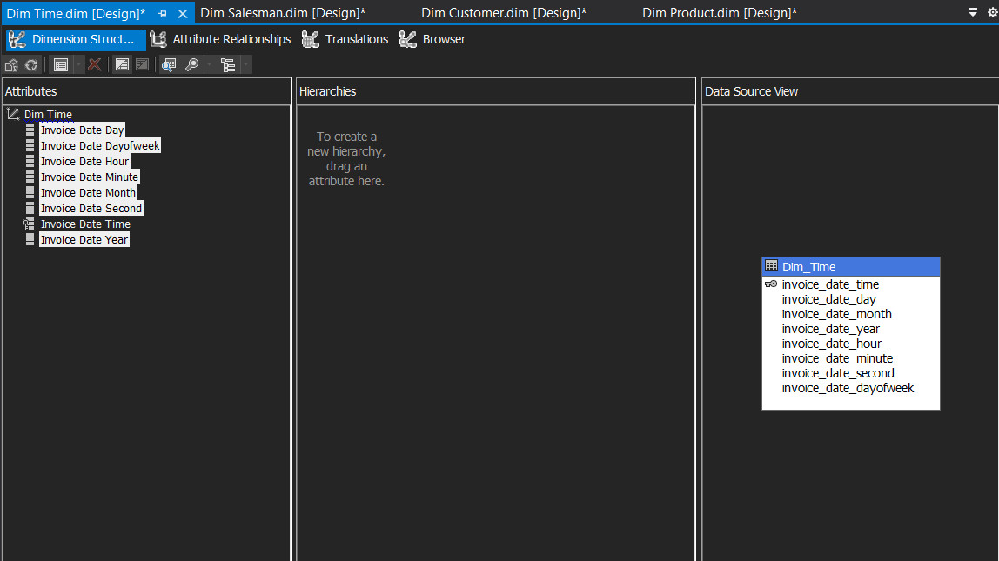 Dim Time.dim [Design]* Dim Salesman.dim [Design]* Dim Customer.dim [Design]* Dim Product.dim [Design]*
Dimension Struct... Attribute Relationships Translations Browser
Attributes
Dim Time
Invoice Date Day
Invoice Date Dayofweek
Invoice Date Hour
Invoice Date Minute
Invoice Date Month
Invoice Date Second
Invoice Date Time
Invoice Date Year
Hierarchies
To create a
new hierarchy,
drag an
attribute here.
Data Source View
Dim_Time
invoice_date_time
invoice_date_day
invoice_date_month
invoice_date_year
invoice_date_hour
invoice_date_minute
invoice_date_second
invoice_date_dayofweek